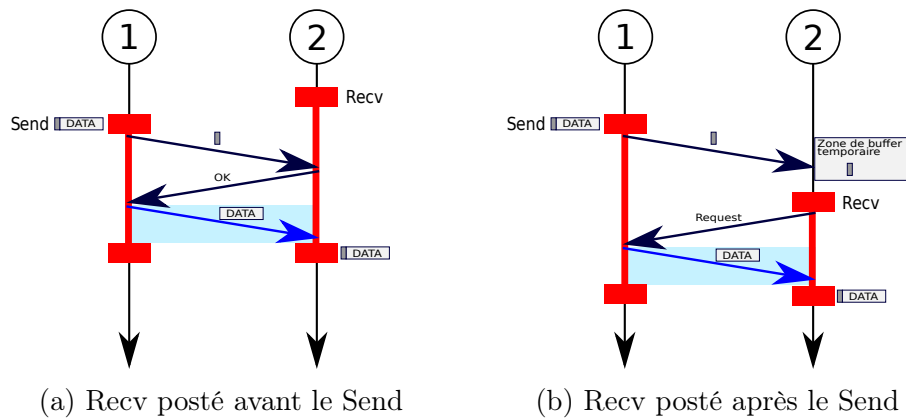 1
2
Recv
Send
DATA
OK
DATA
DATA
(a) Recv posté avant le Send
1
2
Send
DATA
Zone de buffer
temporaire
Recv
Request
DATA
DATA
(b) Recv posté après le Send